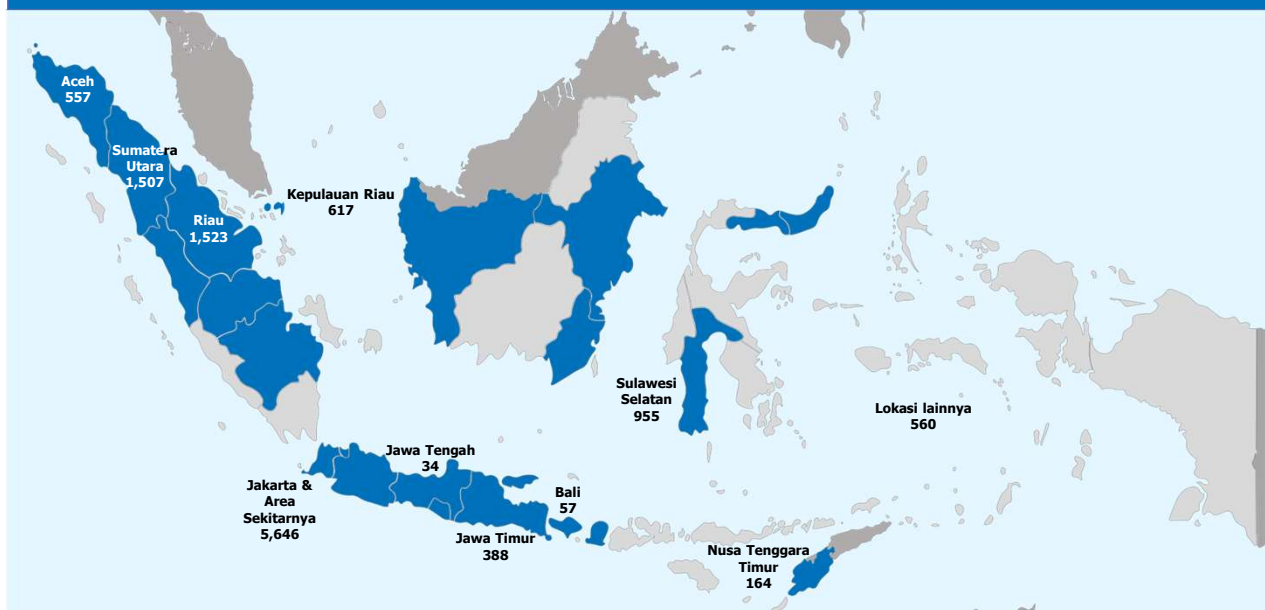 Aceh
557
Sumatera
Utara
1,507
Riau
1,523
Kepulauan Riau
617
Sulawesi
Selatan
955
Lokasi lainnya
560
Jawa Tengah
34
Jakarta &
Area
Sekitarnya
5,646
Bali
57
Jawa Timur
388
Nusa Tenggara
Timur
164